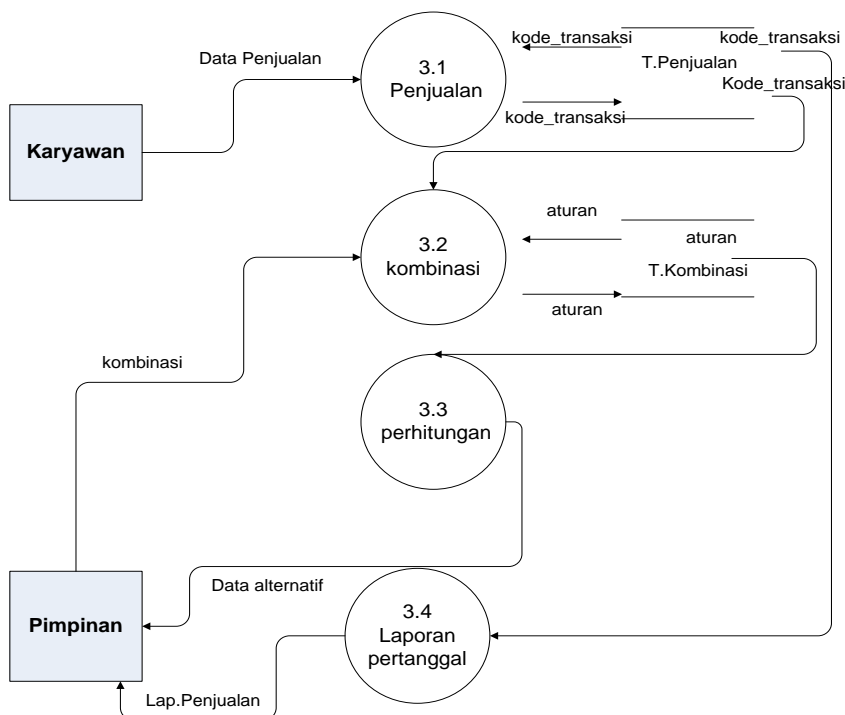 kode_transaksi
kode_transaksi
Data Penjualan
3.1
Penjualan
T.Penjualan
Kode_transaksi
kode_transaksi
Karyawan
aturan
3.2
kombinasi
aturan
T.Kombinasi
aturan
kombinasi
3.3
perhitungan
Data alternatif
Pimpinan
3.4
Laporan
pertanggal
Lap.Penjualan